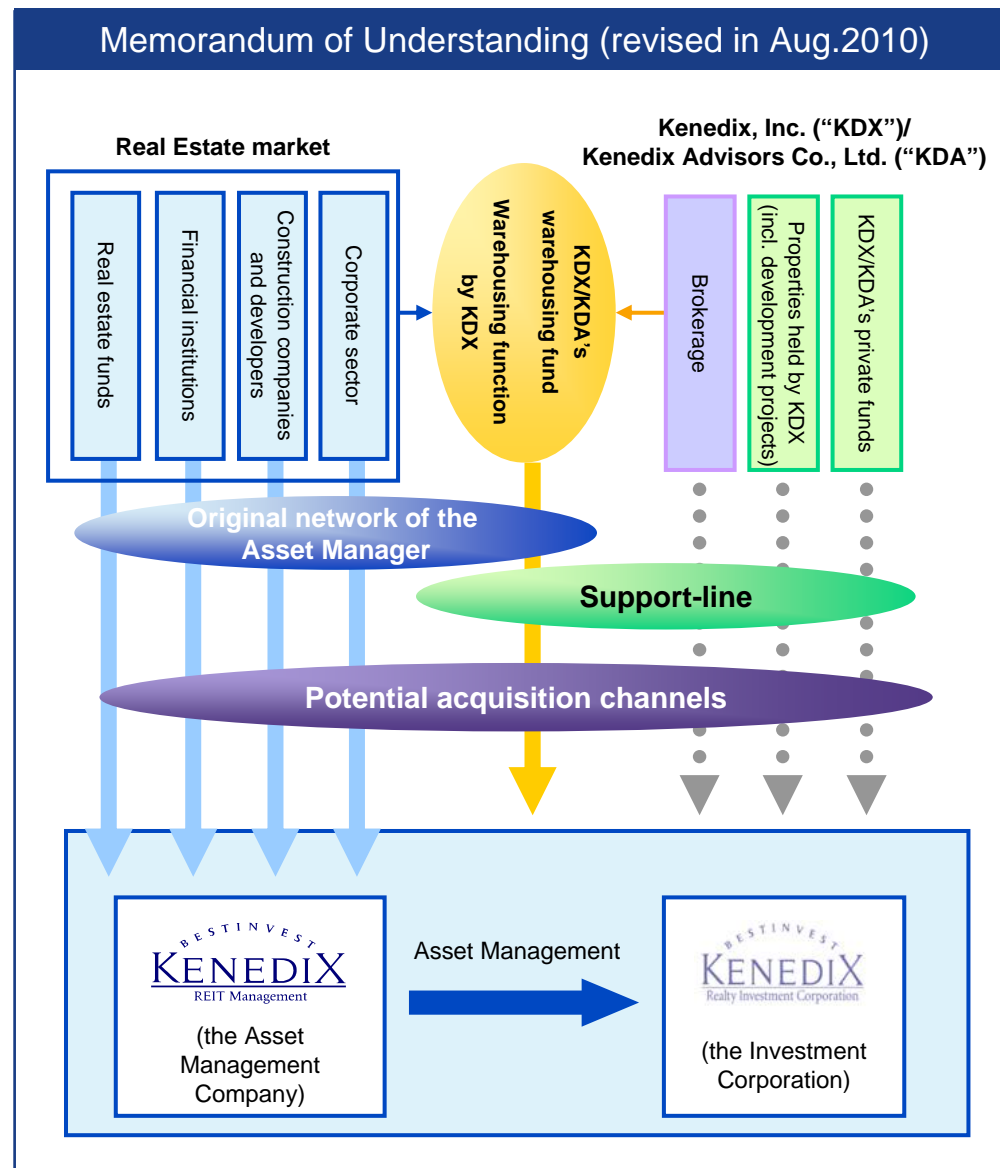 Memorandum of Understanding (revised in Aug.2010)
Real Estate market
Kenedix, Inc. (“KDX”)/
Kenedix Advisors Co., Ltd. (“KDA”)
Real estate funds
Financial institutions
Construction companies
and developers
Corporate sector
KDX/KDA’s
warehousing fund
Warehousing function
by KDX
Brokerage
Properties held by KDX
(incl. development projects)
KDX/KDA’s private funds
Original network of the
Asset Manager
Support-line
Potential acquisition channels
BESTINVEST
KENEDIX
REIT Management
(the Asset
Management
Company)
Asset Management
BESTINVEST
KENEDIX
Realty Investment Corporation
(the Investment
Corporation)